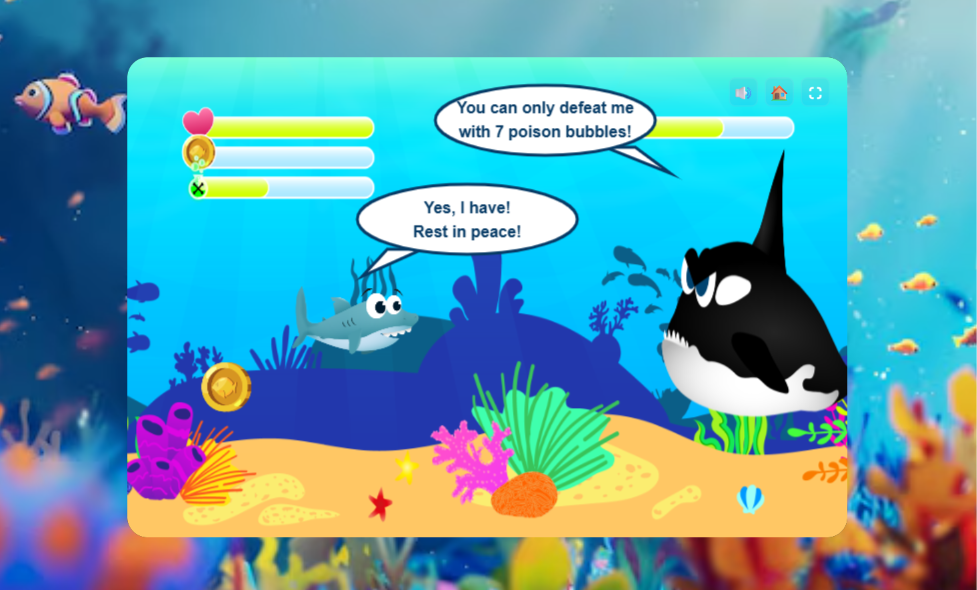 You can only defeat me
with 7 poison bubbles!
Yes, I have!
Rest in peace!